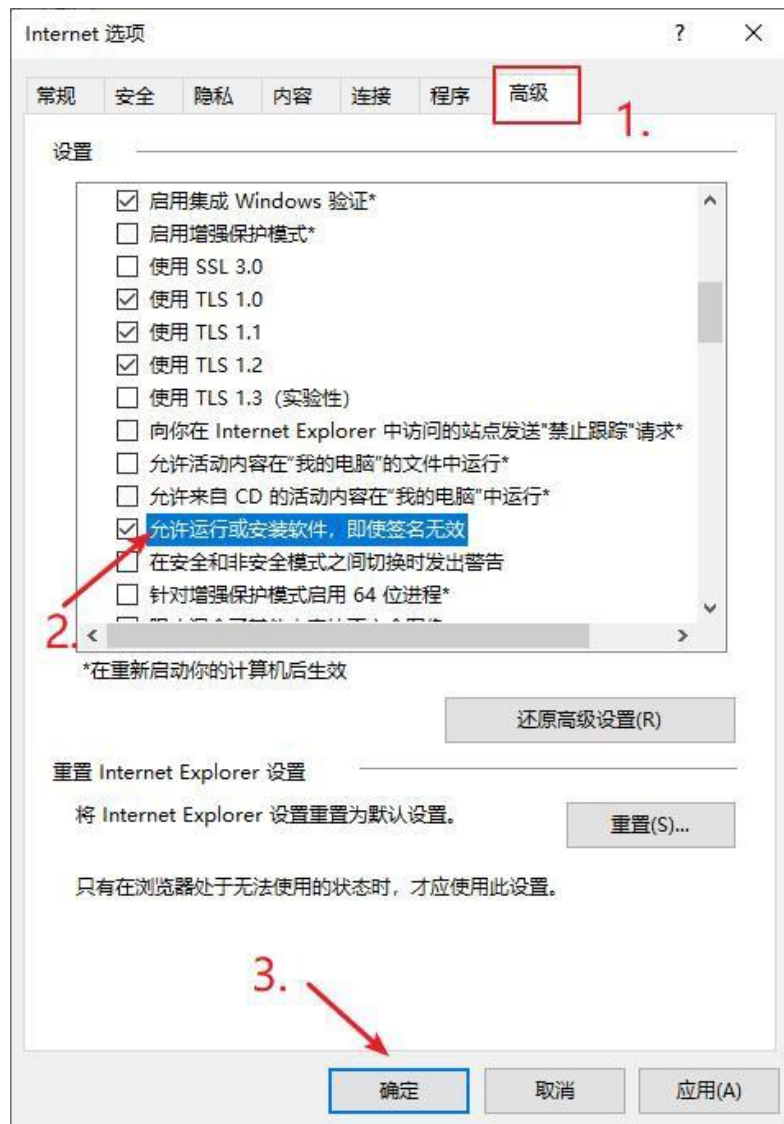 Internet 选项
?
常规 安全 隐私 内容 连接 程序 高级
1.
设置
启用集成 Windows 验证*
启用增强保护模式*
使用 SSL 3.0
使用 TLS 1.0
使用 TLS 1.1
使用 TLS 1.2
使用 TLS 1.3 (实验性)
向你在 Internet Explorer 中访问的站点发送"禁止跟踪"请求*
允许活动内容在"我的电脑"的文件中运行*
允许来自 CD 的活动内容在"我的电脑"中运行*
允许运行或安装软件，即使签名无效
在安全和非安全模式之间切换时发出警告
针对增强保护模式启用 64 位进程*
2.
*在重新启动你的计算机后生效
还原高级设置(R)
重置 Internet Explorer 设置
将 Internet Explorer 设置重置为默认设置。
重置(S)...
只有在浏览器处于无法使用的状态时，才应使用此设置。
3.
确定 取消 应用(A)